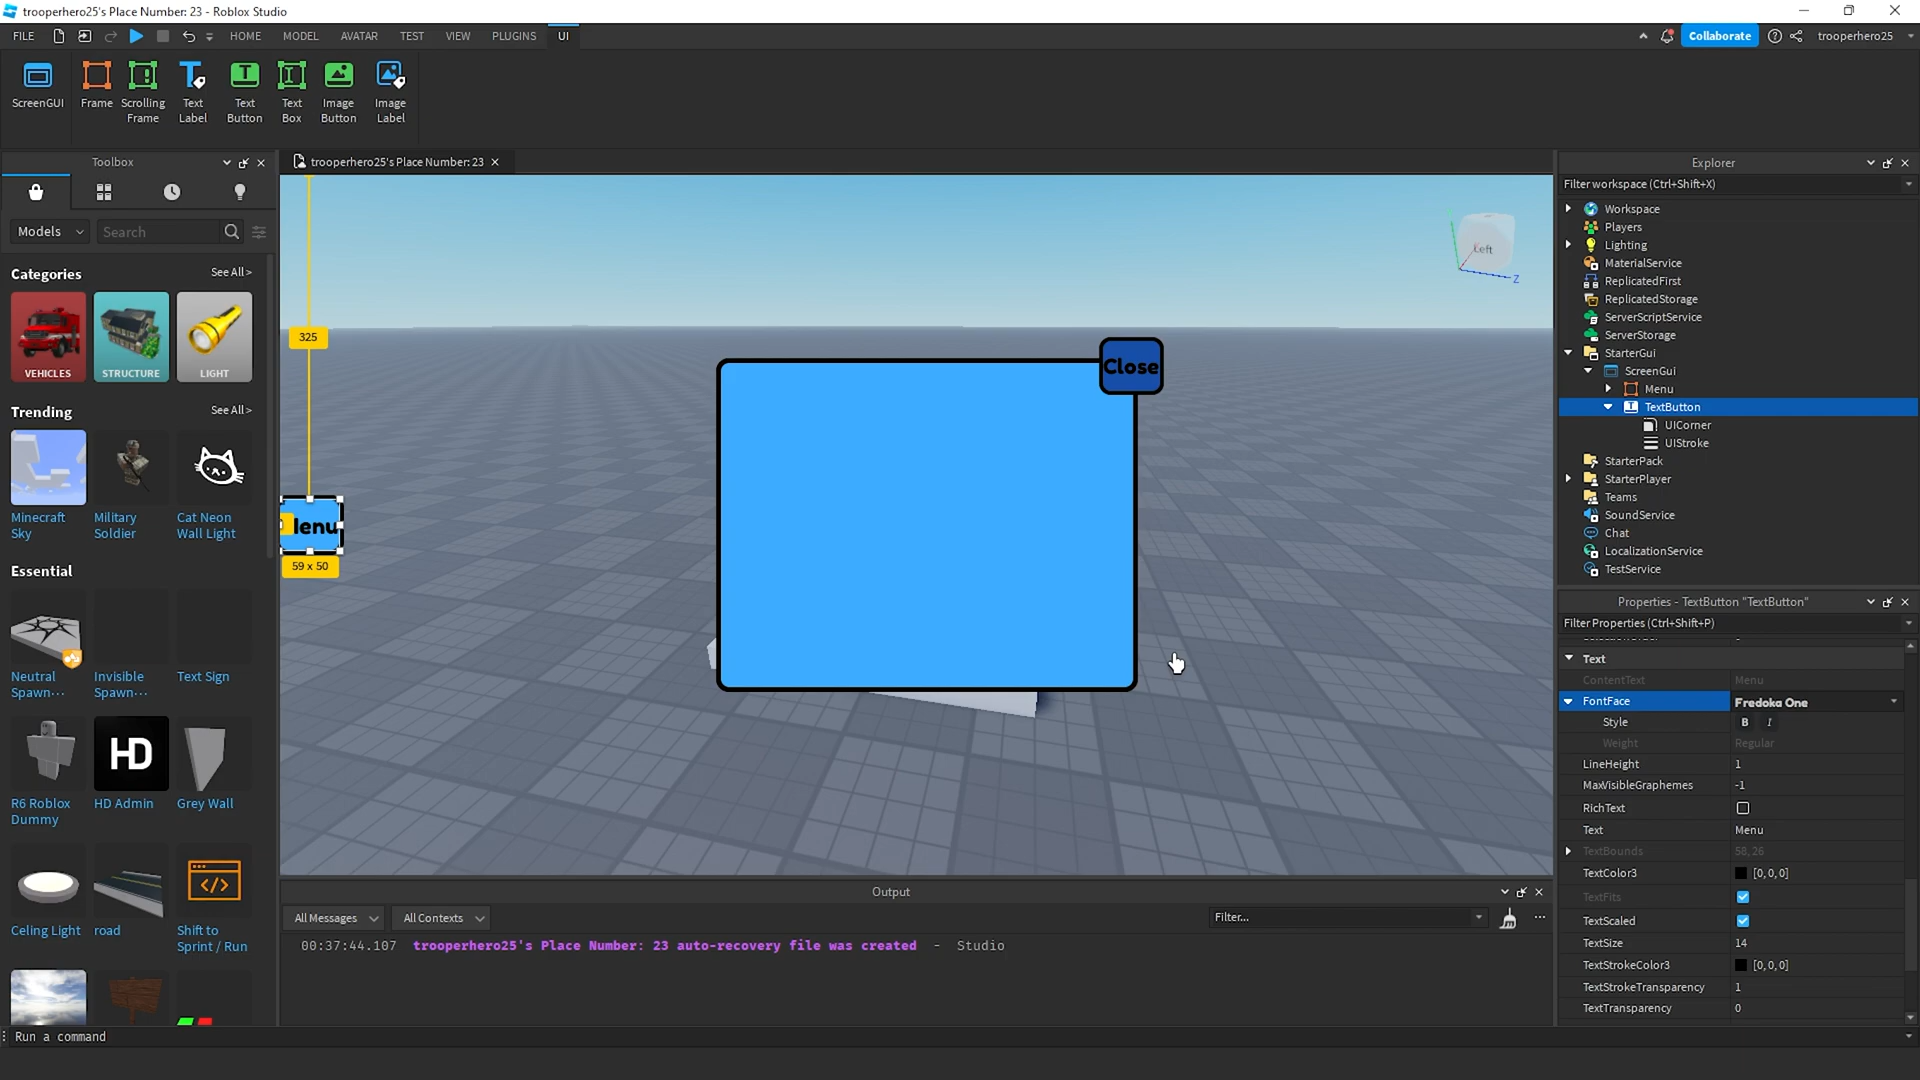 trooperhero25's Place Number: 23 - Roblox Studio
FILE HOME MODEL AVATAR TEST VIEW PLUGINS UI Collaborate trooperhero25
ScreenGUI Frame Scrolling Frame Text Label Text Button Text Box Image Button Image Label
Toolbox
trooperhero25's Place Number: 23
Explorer
Filter workspace (Ctrl+Shift+X)
Models Search
Categories See All >
VEHICLES STRUCTURE LIGHT
Trending See All >
Minecraft Sky
Military Soldier
Cat Neon Wall Light
Essential
Neutral Spawn...
Invisible Spawn...
Text Sign
HD
R6 Roblox Dummy
HD Admin
Grey Wall
Celing Light
road
Shift to Sprint / Run
Left
Z
325
Close
Menu
59 x 50
Workspace
Players
Lighting
MaterialService
ReplicatedFirst
ReplicatedStorage
ServerScriptService
ServerStorage
StarterGui
ScreenGui
Menu
TextButton
UICorner
UIStroke
StarterPack
StarterPlayer
Teams
SoundService
Chat
LocalizationService
TestService
Properties - TextButton "TextButton"
Filter Properties (Ctrl+Shift+P)
Text
ContentText Menu
FontFace Fredoka One
Style B I
Weight Regular
LineHeight 1
MaxVisibleGraphemes -1
RichText
Text Menu
TextBounds 58,26
TextColor3 [0,0,0]
TextFits
TextScaled
TextSize 14
TextStrokeColor3 [0,0,0]
TextStrokeTransparency 1
TextTransparency 0
Output
All Messages All Contexts Filter...
00:37:44.107 trooperhero25's Place Number: 23 auto-recovery file was created - Studio
Run a command